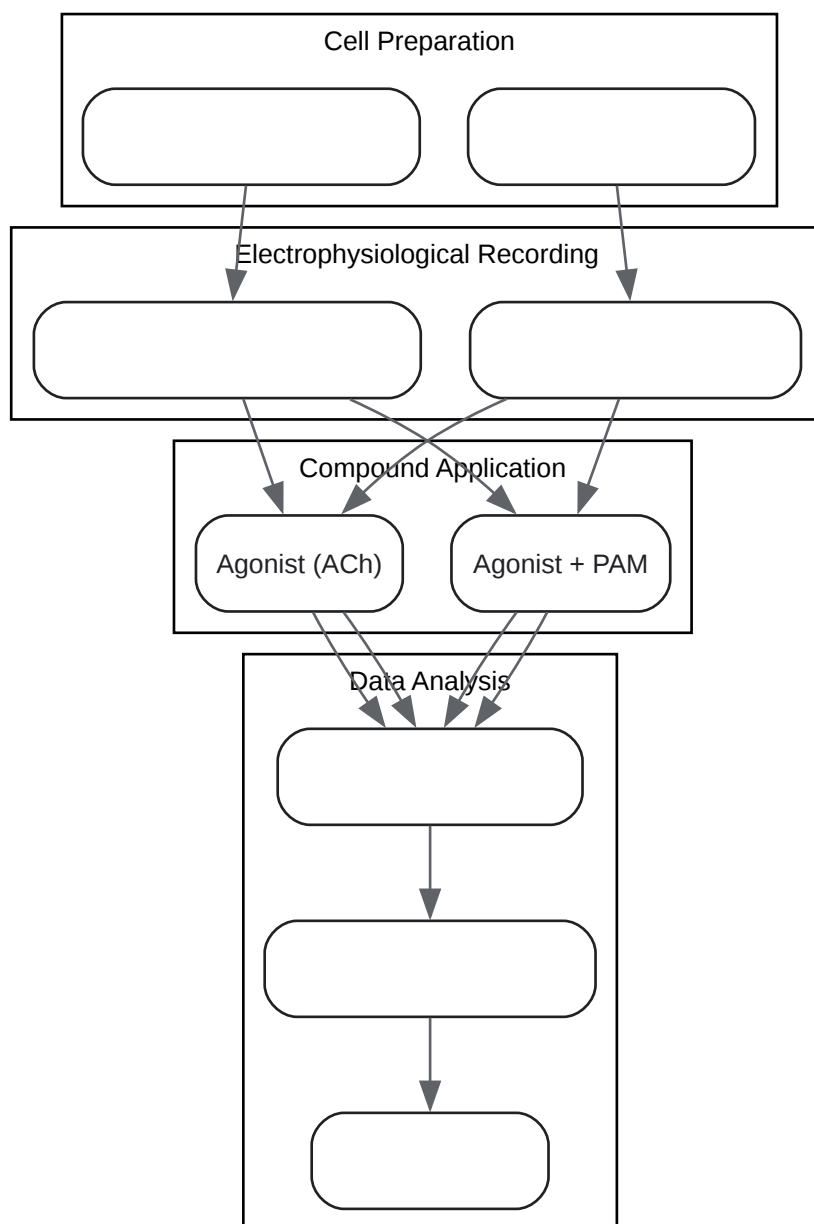 Cell Preparation
Electrophysiological Recording
Compound Application
Agonist (ACh)
Agonist + PAM
Data Analysis